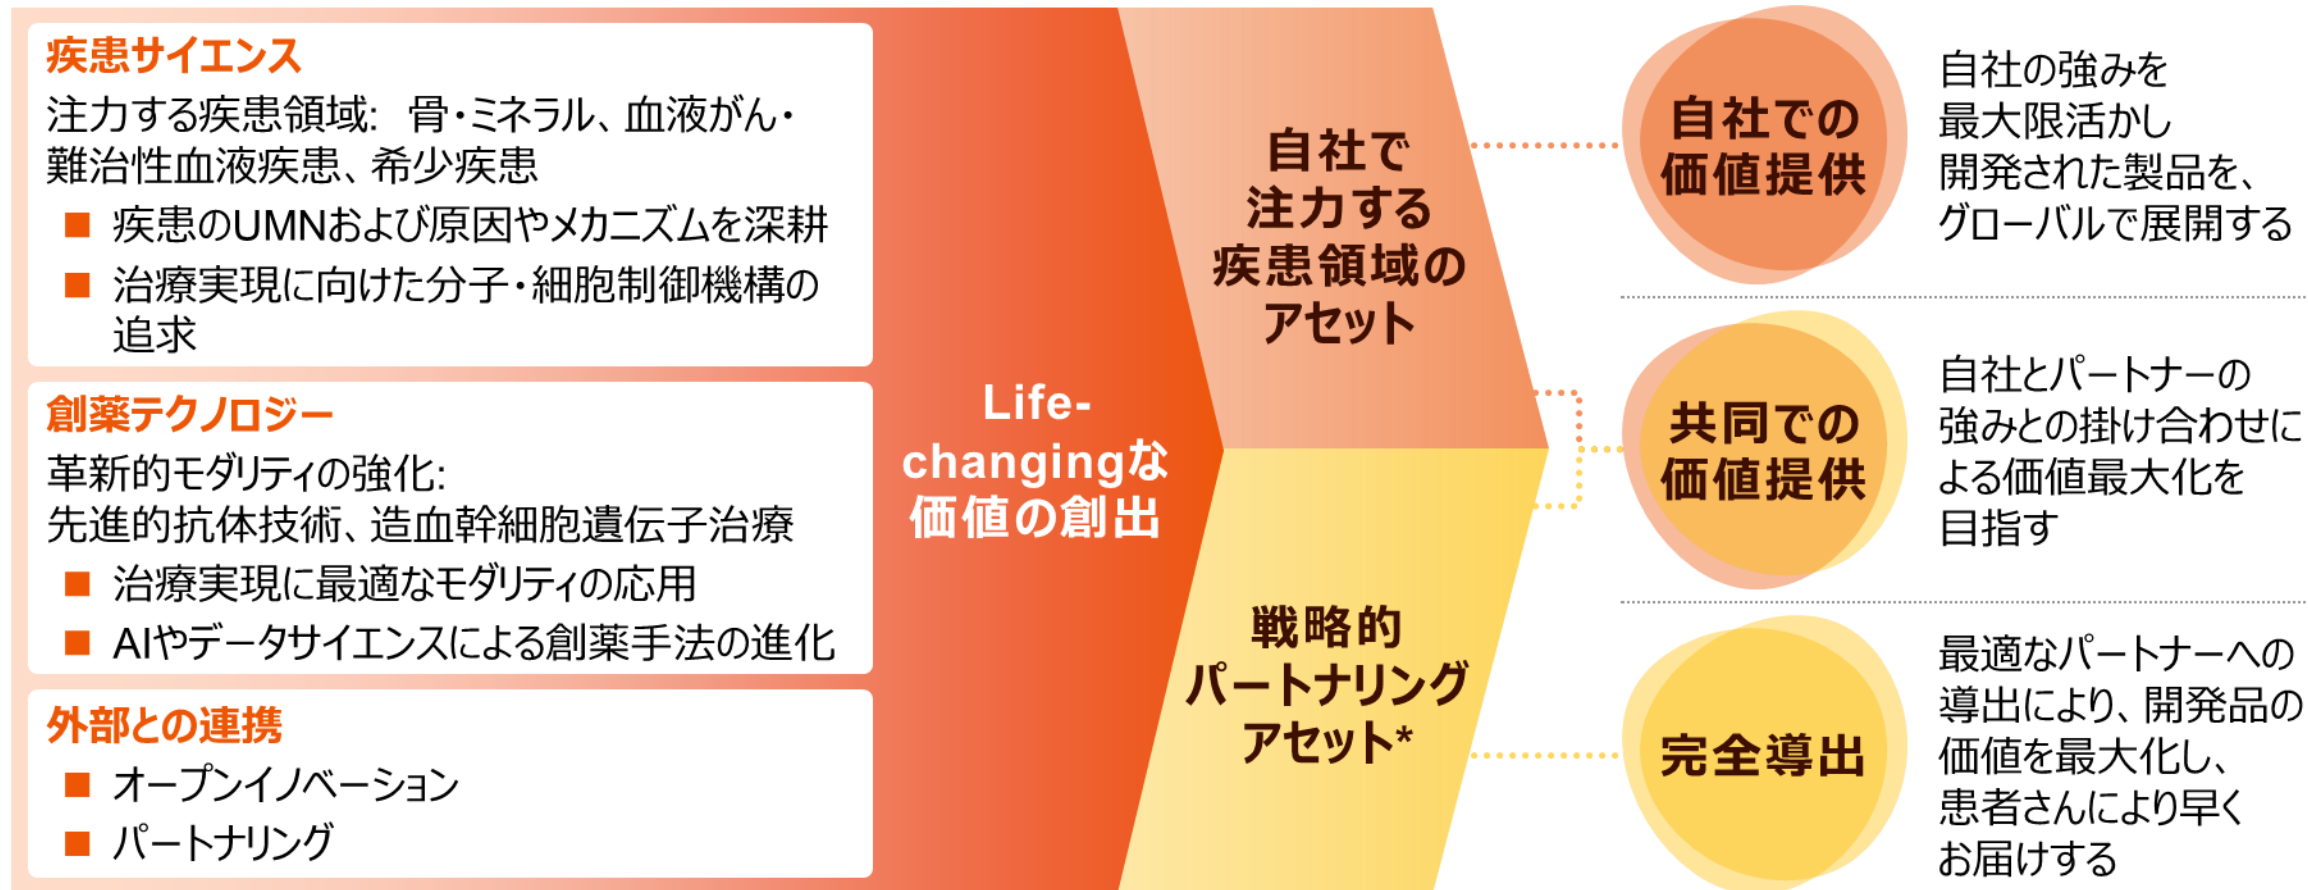 疾患サイエンス
注力する疾患領域: 骨・ミネラル、血液がん・
難治性血液疾患、希少疾患
疾患のUMNおよび原因やメカニズムを深耕
治療実現に向けた分子・細胞制御機構の
追求
創薬テクノロジー
革新的モダリティの強化:
先進的抗体技術、造血幹細胞遺伝子治療
治療実現に最適なモダリティの応用
AIやデータサイエンスによる創薬手法の進化
外部との連携
オープンイノベーション
パートナリング
Life-
changingな
価値の創出
自社で
注力する
疾患領域の
アセット
戦略的
パートナリング
アセット*
自社での
価値提供
自社の強みを
最大限活かし
開発された製品を、
グローバルで展開する
共同での
価値提供
自社とパートナーの
強みとの掛け合わせに
よる価値最大化を
目指す
完全導出
最適なパートナーへの
導出により、開発品の
価値を最大化し、
患者さんにより早く
お届けする